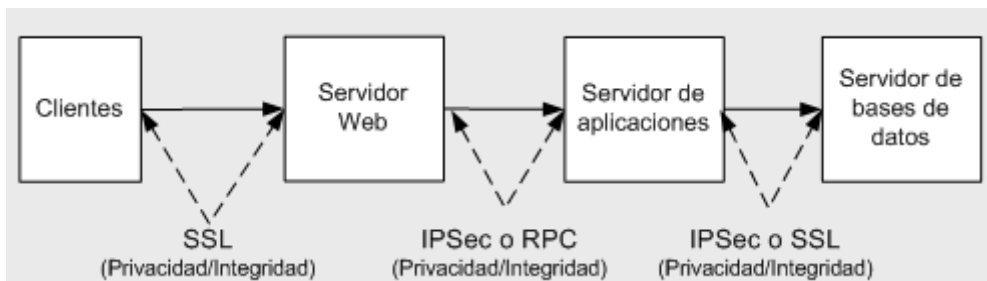 Clientes
Servidor
Web
Servidor de
aplicaciones
Servidor de
bases de
datos
SSL
(Privacidad/Integridad)
IPSec o RPC
(Privacidad/Integridad)
IPSec o SSL
(Privacidad/Integridad)